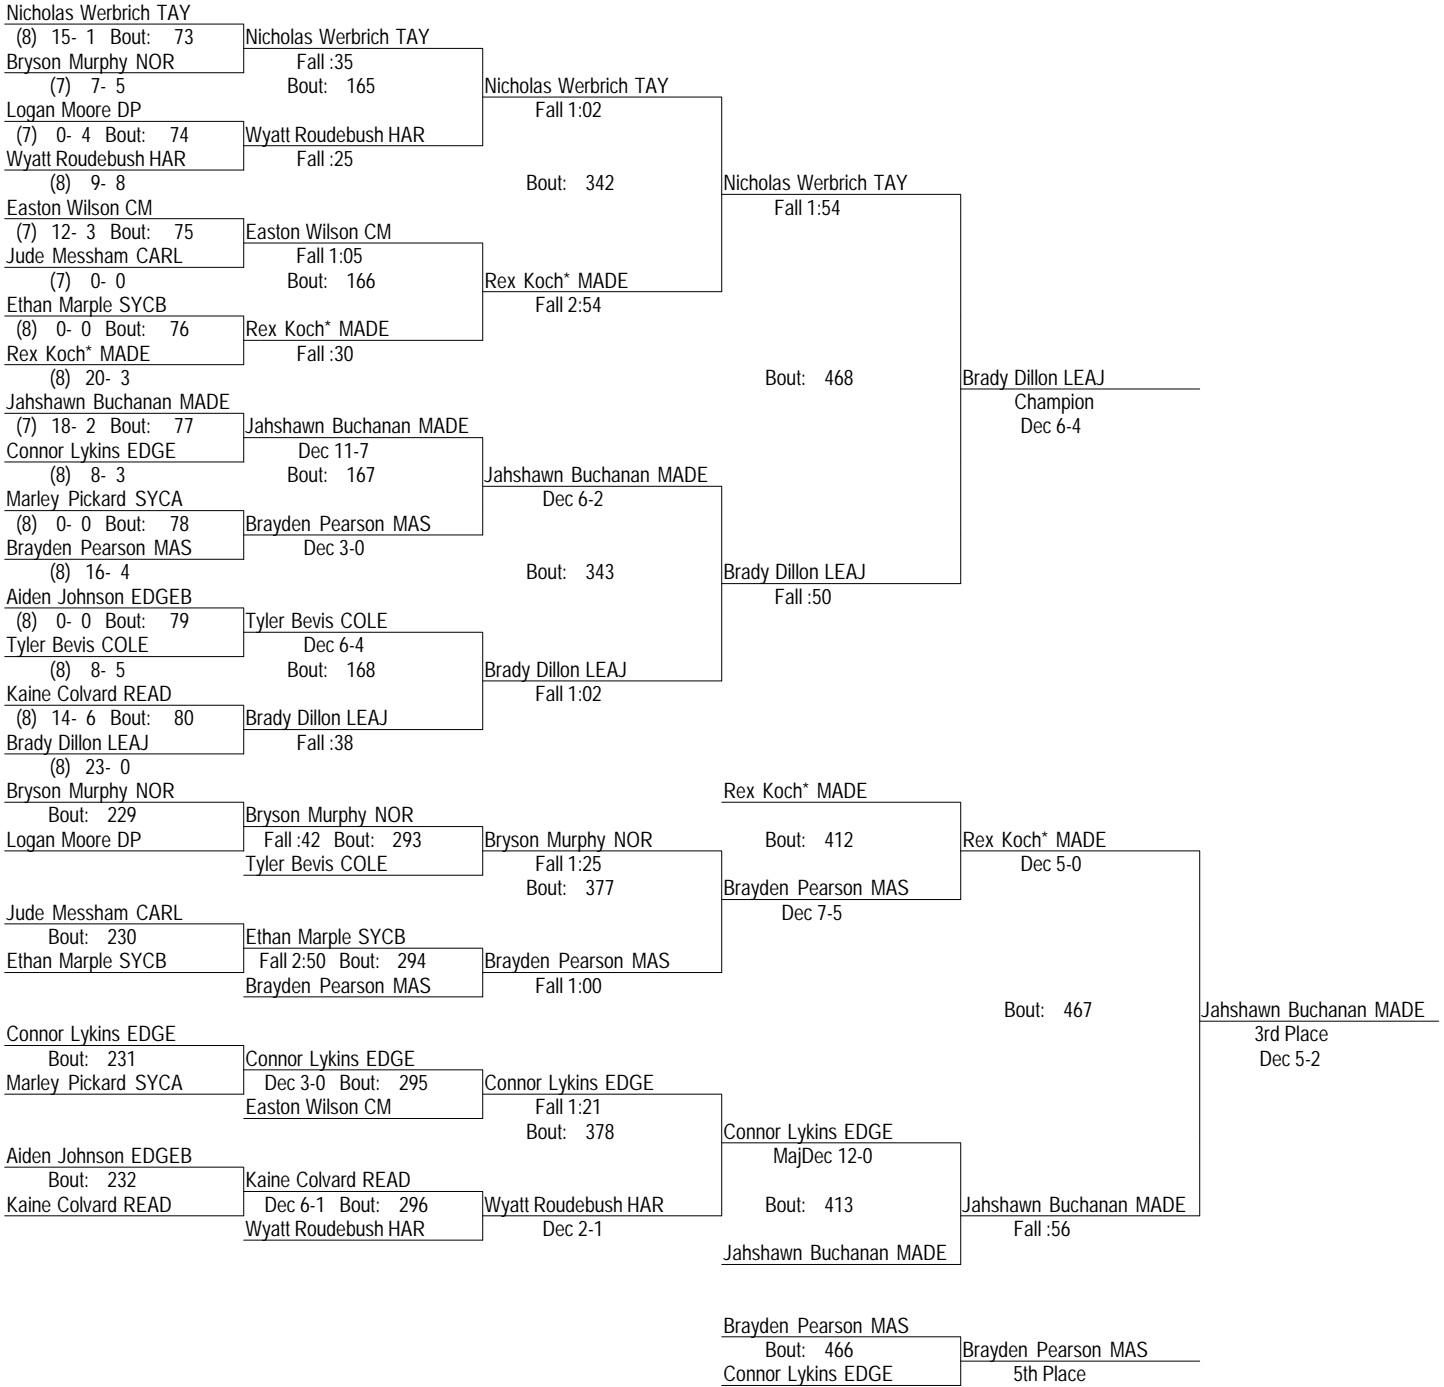 Nicholas Werbrich TAY
(8) 15- 1 Bout: 73 Nicholas Werbrich TAY
Bryson Murphy NOR Fall :35
(7) 7- 5 Bout: 165 Nicholas Werbrich TAY
Logan Moore DP Fall 1:02
(7) 0- 4 Bout: 74 Wyatt Roudebush HAR
Wyatt Roudebush HAR Fall :25
(8) 9- 8 Bout: 342 Nicholas Werbrich TAY
Easton Wilson CM Fall 1:54
(7) 12- 3 Bout: 75 Easton Wilson CM
Jude Messham CARL Fall 1:05
(7) 0- 0 Bout: 166 Rex Koch* MADE
Ethan Marple SYCB Fall 2:54
(8) 0- 0 Bout: 76 Rex Koch* MADE
Rex Koch* MADE Fall :30
(8) 20- 3 Bout: 468 Brady Dillon LEAJ
Jahshawn Buchanan MADE Champion
(7) 18- 2 Bout: 77 Jahshawn Buchanan MADE Dec 6-4
Connor Lykins EDGE Dec 11-7
(8) 8- 3 Bout: 167 Jahshawn Buchanan MADE
Marley Pickard SYCA Dec 6-2
(8) 0- 0 Bout: 78 Brayden Pearson MAS
Brayden Pearson MAS Dec 3-0
(8) 16- 4 Bout: 343 Brady Dillon LEAJ
Aiden Johnson EDGEB Fall :50
(8) 0- 0 Bout: 79 Tyler Bevis COLE
Tyler Bevis COLE Dec 6-4
(8) 8- 5 Bout: 168 Brady Dillon LEAJ
Kaine Colvard READ Fall 1:02
(8) 14- 6 Bout: 80 Brady Dillon LEAJ
Brady Dillon LEAJ Fall :38
(8) 23- 0
Bryson Murphy NOR Rex Koch* MADE
Bout: 229 Bryson Murphy NOR
Logan Moore DP Fall :42 Bout: 293 Bryson Murphy NOR Bout: 412 Rex Koch* MADE
Tyler Bevis COLE Fall 1:25 Dec 5-0
Bout: 377 Brayden Pearson MAS
Jude Messham CARL Dec 7-5
Bout: 230 Ethan Marple SYCB
Ethan Marple SYCB Fall 2:50 Bout: 294 Brayden Pearson MAS
Brayden Pearson MAS Fall 1:00
Bout: 467 Jahshawn Buchanan MADE
Connor Lykins EDGE 3rd Place
Bout: 231 Connor Lykins EDGE Dec 5-2
Marley Pickard SYCA Dec 3-0 Bout: 295 Connor Lykins EDGE
Easton Wilson CM Fall 1:21
Bout: 378 Connor Lykins EDGE
Aiden Johnson EDGEB MajDec 12-0
Bout: 232 Kaine Colvard READ
Kaine Colvard READ Dec 6-1 Bout: 296 Wyatt Roudebush HAR Bout: 413 Jahshawn Buchanan MADE
Wyatt Roudebush HAR Dec 2-1 Fall :56
Jahshawn Buchanan MADE
Brayden Pearson MAS
Bout: 466 Brayden Pearson MAS
Connor Lykins EDGE 5th Place